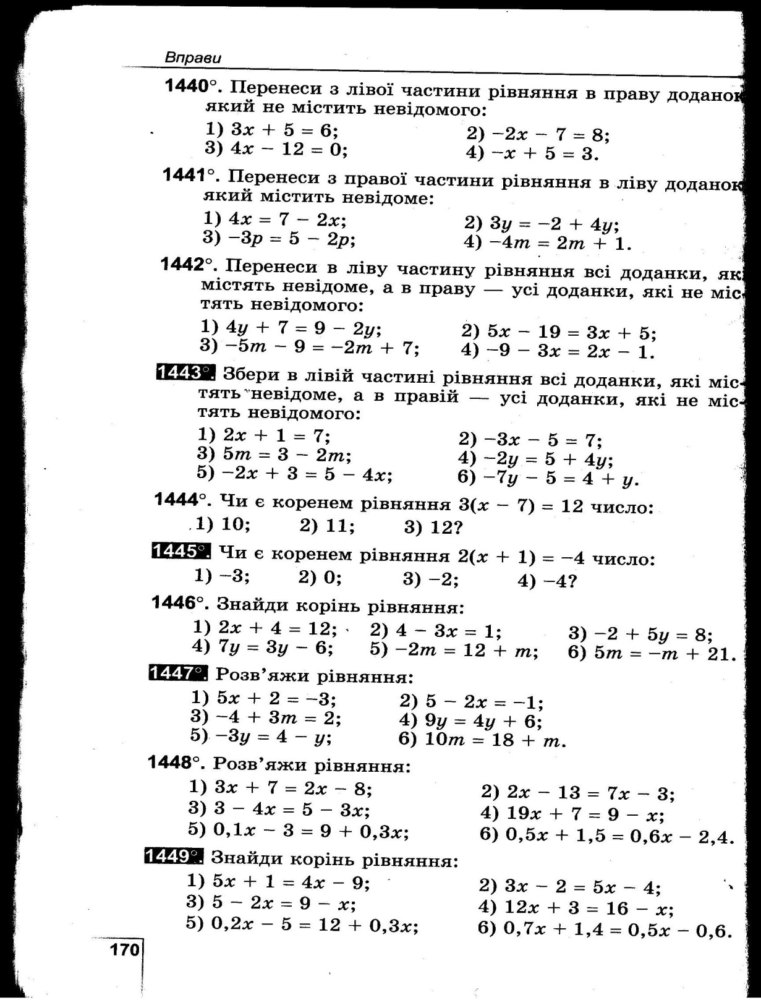 Вправи
1440°. Перенеси з лівої частини рівняння в праву доданок
який не містить невідомого:
1) 3x + 5 = 6; 2) −2x − 7 = 8;
3) 4x − 12 = 0; 4) −x + 5 = 3.
1441°. Перенеси з правої частини рівняння в ліву доданок
який містить невідоме:
1) 4x = 7 − 2x; 2) 3y = −2 + 4y;
3) −3p = 5 − 2p; 4) −4m = 2m + 1.
1442°. Перенеси в ліву частину рівняння всі доданки, які
містять невідоме, а в праву — усі доданки, які не міс-
тять невідомого:
1) 4y + 7 = 9 − 2y; 2) 5x − 19 = 3x + 5;
3) −5m − 9 = −2m + 7; 4) −9 − 3x = 2x − 1.
1443°. Збери в лівій частині рівняння всі доданки, які міс-
тять невідоме, а в правій — усі доданки, які не міс-
тять невідомого:
1) 2x + 1 = 7; 2) −3x − 5 = 7;
3) 5m = 3 − 2m; 4) −2y = 5 + 4y;
5) −2x + 3 = 5 − 4x; 6) −7y − 5 = 4 + y.
1444°. Чи є коренем рівняння 3(x − 7) = 12 число:
1) 10; 2) 11; 3) 12?
1445°. Чи є коренем рівняння 2(x + 1) = −4 число:
1) −3; 2) 0; 3) −2; 4) −4?
1446°. Знайди корінь рівняння:
1) 2x + 4 = 12; 2) 4 − 3x = 1; 3) −2 + 5y = 8;
4) 7y = 3y − 6; 5) −2m = 12 + m; 6) 5m = −m + 21.
1447°. Розв’яжи рівняння:
1) 5x + 2 = −3; 2) 5 − 2x = −1;
3) −4 + 3m = 2; 4) 9y = 4y + 6;
5) −3y = 4 − y; 6) 10m = 18 + m.
1448°. Розв’яжи рівняння:
1) 3x + 7 = 2x − 8; 2) 2x − 13 = 7x − 3;
3) 3 − 4x = 5 − 3x; 4) 19x + 7 = 9 − x;
5) 0,1x − 3 = 9 + 0,3x; 6) 0,5x + 1,5 = 0,6x − 2,4.
1449°. Знайди корінь рівняння:
1) 5x + 1 = 4x − 9; 2) 3x − 2 = 5x − 4;
3) 5 − 2x = 9 − x; 4) 12x + 3 = 16 − x;
5) 0,2x − 5 = 12 + 0,3x; 6) 0,7x + 1,4 = 0,5x − 0,6.
170